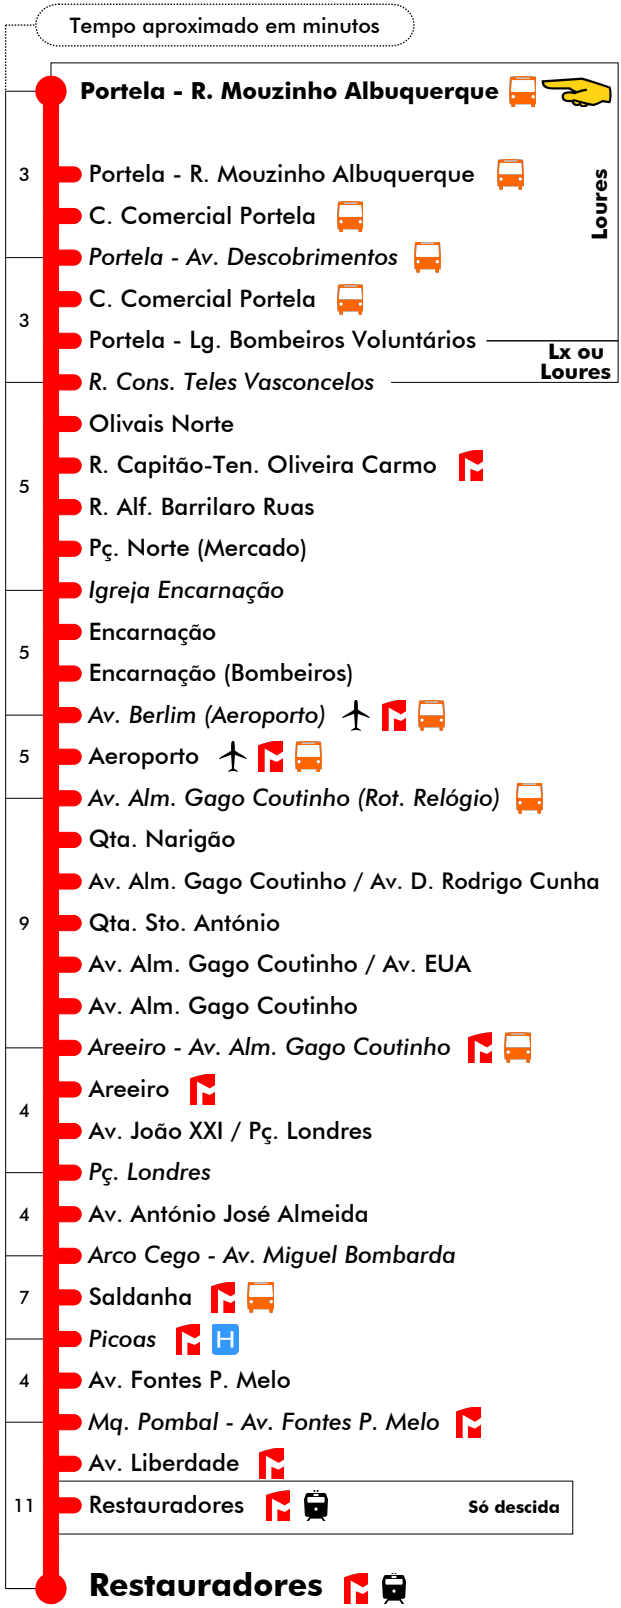 Tempo aproximado em minutos
Portela - R. Mouzinho Albuquerque
3
Portela - R. Mouzinho Albuquerque
Loures
C. Comercial Portela
Portela - Av. Descobrimentos
C. Comercial Portela
3
Portela - Lg. Bombeiros Voluntários
Lx ou
Loures
R. Cons. Teles Vasconcelos
Olivais Norte
R. Capitão-Ten. Oliveira Carmo
5
R. Alf. Barrilaro Ruas
Pç. Norte (Mercado)
Igreja Encarnação
Encarnação
5
Encarnação (Bombeiros)
Av. Berlim (Aeroporto)
5
Aeroporto
Av. Alm. Gago Coutinho (Rot. Relógio)
Qta. Narigão
Av. Alm. Gago Coutinho / Av. D. Rodrigo Cunha
9
Qta. Sto. António
Av. Alm. Gago Coutinho / Av. EUA
Av. Alm. Gago Coutinho
Areeiro - Av. Alm. Gago Coutinho
Areeiro
4
Av. João XXI / Pç. Londres
Pç. Londres
4
Av. António José Almeida
Arco Cego - Av. Miguel Bombarda
7
Saldanha
Picoas
H
4
Av. Fontes P. Melo
Mq. Pombal - Av. Fontes P. Melo
Av. Liberdade
11
Restauradores
Só descida
Restauradores